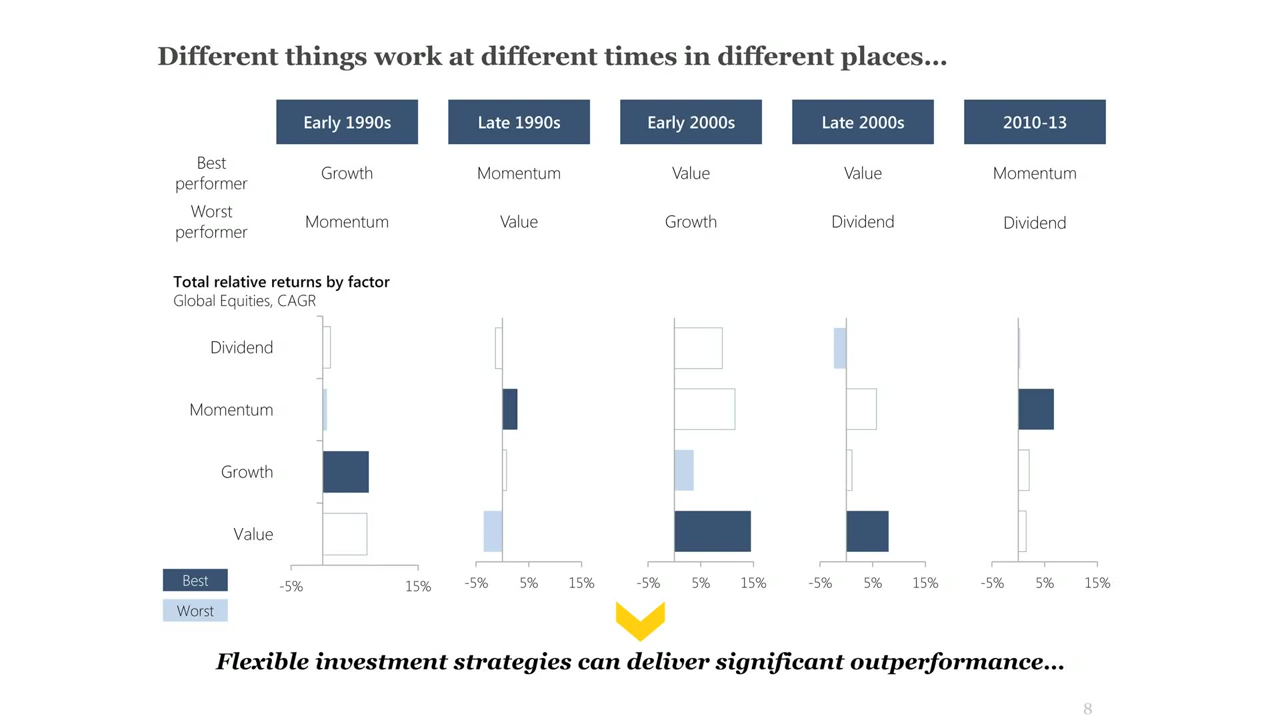 Different things work at different times in different places...
Early 1990s
Late 1990s
Early 2000s
Late 2000s
2010-13
Best
performer
Growth
Momentum
Value
Value
Momentum
Worst
performer
Momentum
Value
Growth
Dividend
Dividend
Total relative returns by factor
Global Equities, CAGR
Dividend
Momentum
Growth
Value
-5% 15%
-5% 5% 15%
-5% 5% 15%
-5% 5% 15%
-5% 5% 15%
Best
Worst
Flexible investment strategies can deliver significant outperformance...
8